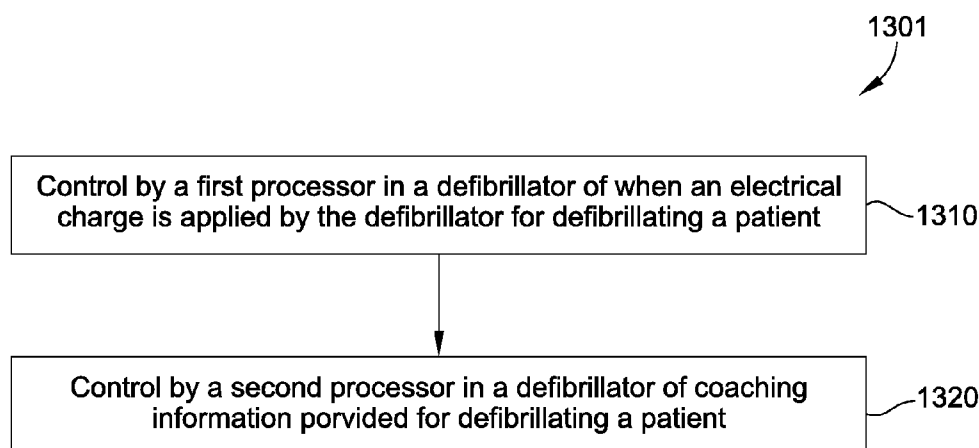 1301
Control by a first processor in a defibrillator of when an electrical
charge is applied by the defibrillator for defibrillating a patient
1310
Control by a second processor in a defibrillator of coaching
information porvided for defibrillating a patient
1320